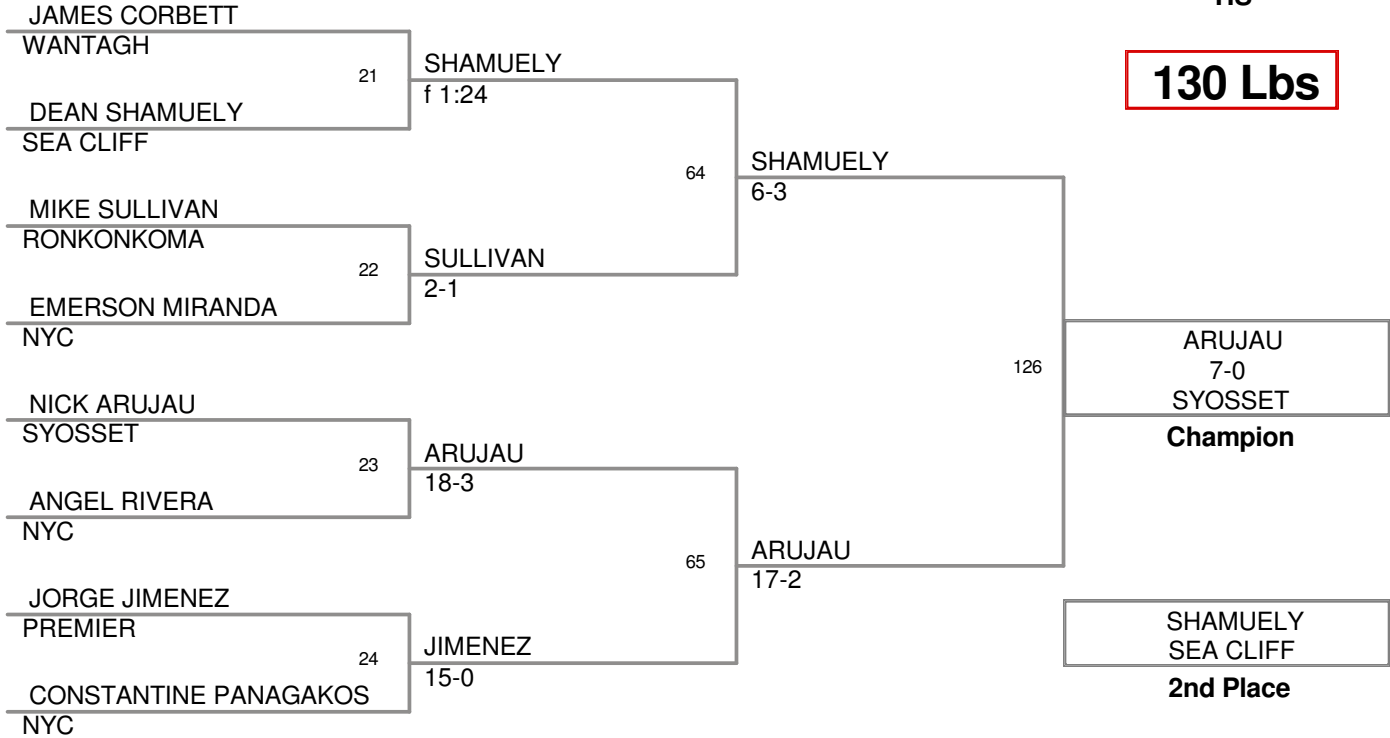 HS
130 Lbs
JAMES CORBETT
WANTAGH
21
DEAN SHAMUELY
SEA CLIFF
SHAMUELY
f 1:24
MIKE SULLIVAN
RONKONKOMA
22
EMERSON MIRANDA
NYC
SULLIVAN
2-1
64
SHAMUELY
6-3
NICK ARUJAU
SYOSSET
23
ANGEL RIVERA
NYC
ARUJAU
18-3
JORGE JIMENEZ
PREMIER
24
CONSTANTINE PANAGAKOS
NYC
JIMENEZ
15-0
65
ARUJAU
17-2
126
ARUJAU
7-0
SYOSSET
Champion
SHAMUELY
SEA CLIFF
2nd Place